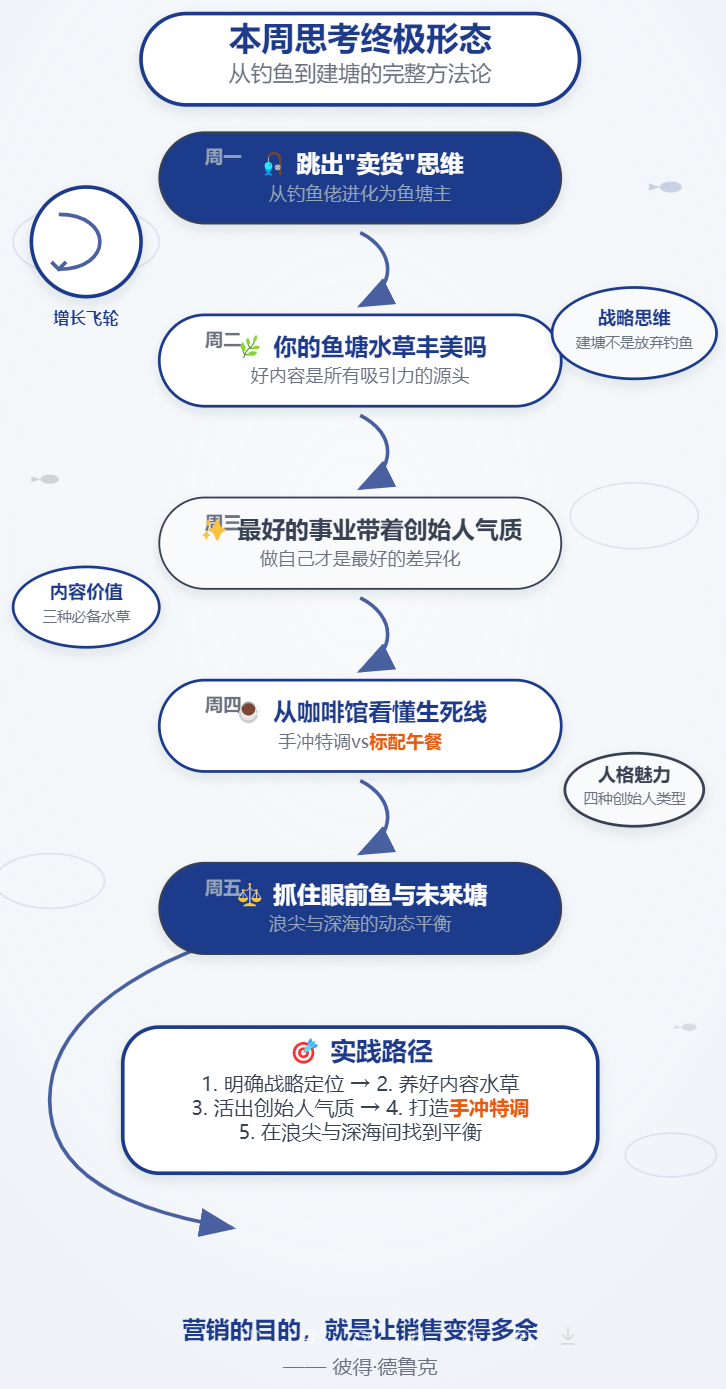 本周思考终极形态
从钓鱼到建塘的完整方法论
周一 跳出"卖货"思维
从钓鱼佬进化为鱼塘主
增长飞轮
周二 你的鱼塘水草丰美吗
好内容是所有吸引力的源头
战略思维
建塘不是放弃钓鱼
周三 最好的事业带着创始人气质
做自己才是最好的差异化
内容价值
三种必备水草
周四 从咖啡馆看懂生死线
手冲特调vs标配午餐
人格魅力
四种创始人类型
周五 抓住眼前鱼与未来塘
浪尖与深海的动态平衡
实践路径
1. 明确战略定位 → 2. 养好内容水草
3. 活出创始人气质 → 4. 打造手冲特调
5. 在浪尖与深海间找到平衡
营销的目的，就是让销售变得多余
—— 彼得·德鲁克